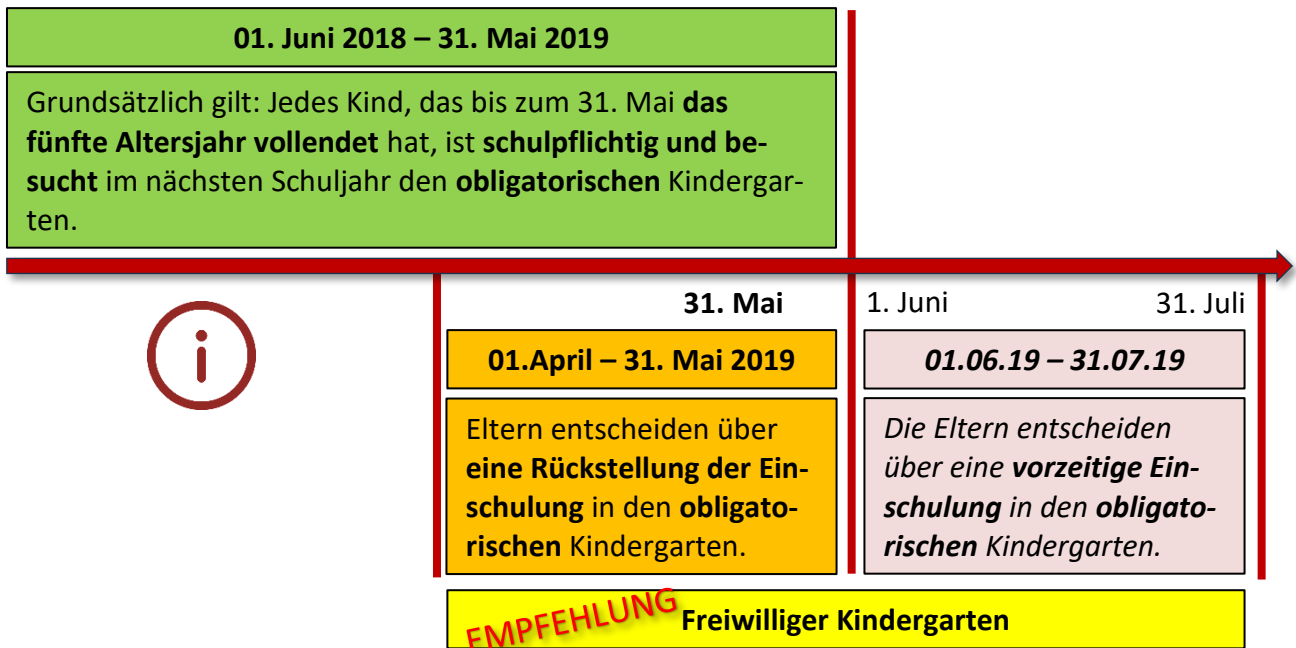 01. Juni 2018 – 31. Mai 2019
Grundsätzlich gilt: Jedes Kind, das bis zum 31. Mai das
fünfte Altersjahr vollendet hat, ist schulpflichtig und be-
sucht im nächsten Schuljahr den obligatorischen Kindergar-
ten.
31. Mai
1. Juni
31. Juli
01.April – 31. Mai 2019
Eltern entscheiden über
eine Rückstellung der Ein-
schulung in den obligato-
rischen Kindergarten.
01.06.19 – 31.07.19
Die Eltern entscheiden
über eine vorzeitige Ein-
schulung in den obligato-
rischen Kindergarten.
EMPFEHLUNG
Freiwilliger Kindergarten